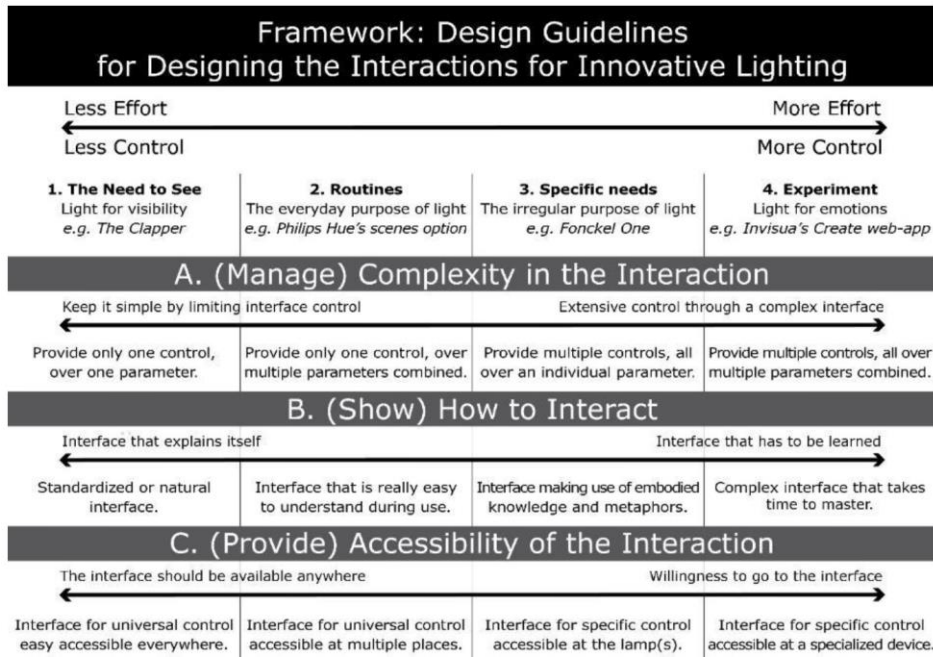 Framework: Design Guidelines
for Designing the Interactions for Innovative Lighting
Less Effort More Effort
Less Control More Control
1. The Need to See
Light for visibility
e.g. The Clapper
2. Routines
The everyday purpose of light
e.g. Philips Hue's scenes option
3. Specific needs
The irregular purpose of light
e.g. Fonckel One
4. Experiment
Light for emotions
e.g. Invisua's Create web-app
A. (Manage) Complexity in the Interaction
Keep it simple by limiting interface control Extensive control through a complex interface
Provide only one control,
over one parameter.
Provide only one control, over
multiple parameters combined.
Provide multiple controls, all
over an individual parameter.
Provide multiple controls, all over
multiple parameters combined.
B. (Show) How to Interact
Interface that explains itself Interface that has to be learned
Standardized or natural
interface.
Interface that is really easy
to understand during use.
Interface making use of embodied
knowledge and metaphors.
Complex interface that takes
time to master.
C. (Provide) Accessibility of the Interaction
The interface should be available anywhere Willingness to go to the interface
Interface for universal control
easy accessible everywhere.
Interface for universal control
accessible at multiple places.
Interface for specific control
accessible at the lamp(s).
Interface for specific control
accessible at a specialized device.